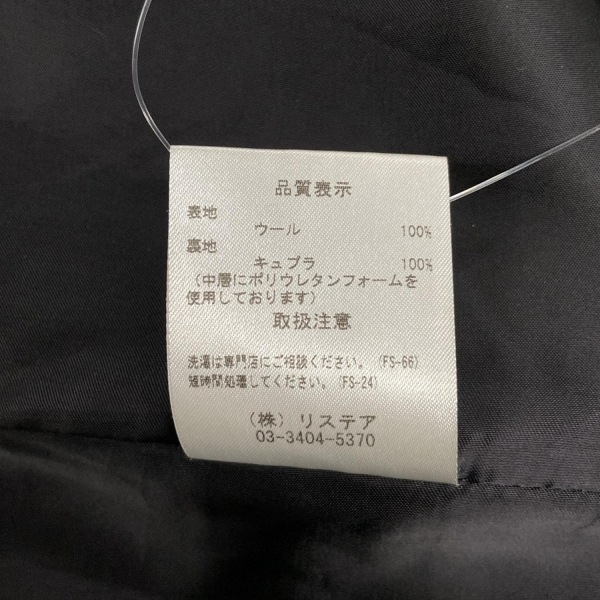 品質表示
表地
ウール 100%
裏地
キュプラ 100%
（中層にポリウレタンフォームを
使用しております）
取扱注意
洗濯は専門店にご相談ください。（FS-66）
短時間処理してください。（FS-24）
（株）リステア
03-3404-5370